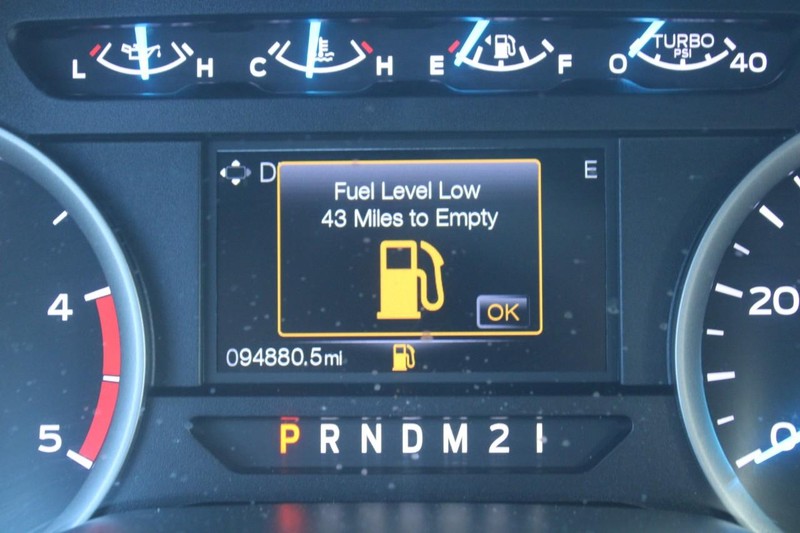 L H C H E F 0 TURBO PSI 40
D E
Fuel Level Low
43 Miles to Empty
OK
094880.5mi
4
5
20
0
P R N D M 2 1